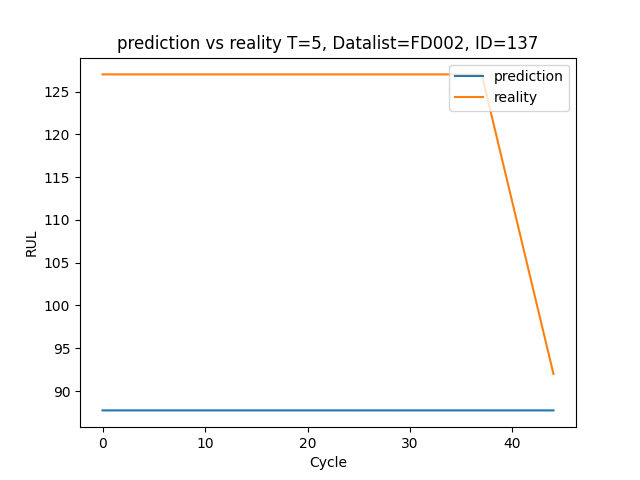 prediction vs reality T=5, Datalist=FD002, ID=137
prediction
reality
RUL
125
120
115
110
105
100
95
90
0 10 20 30 40
Cycle